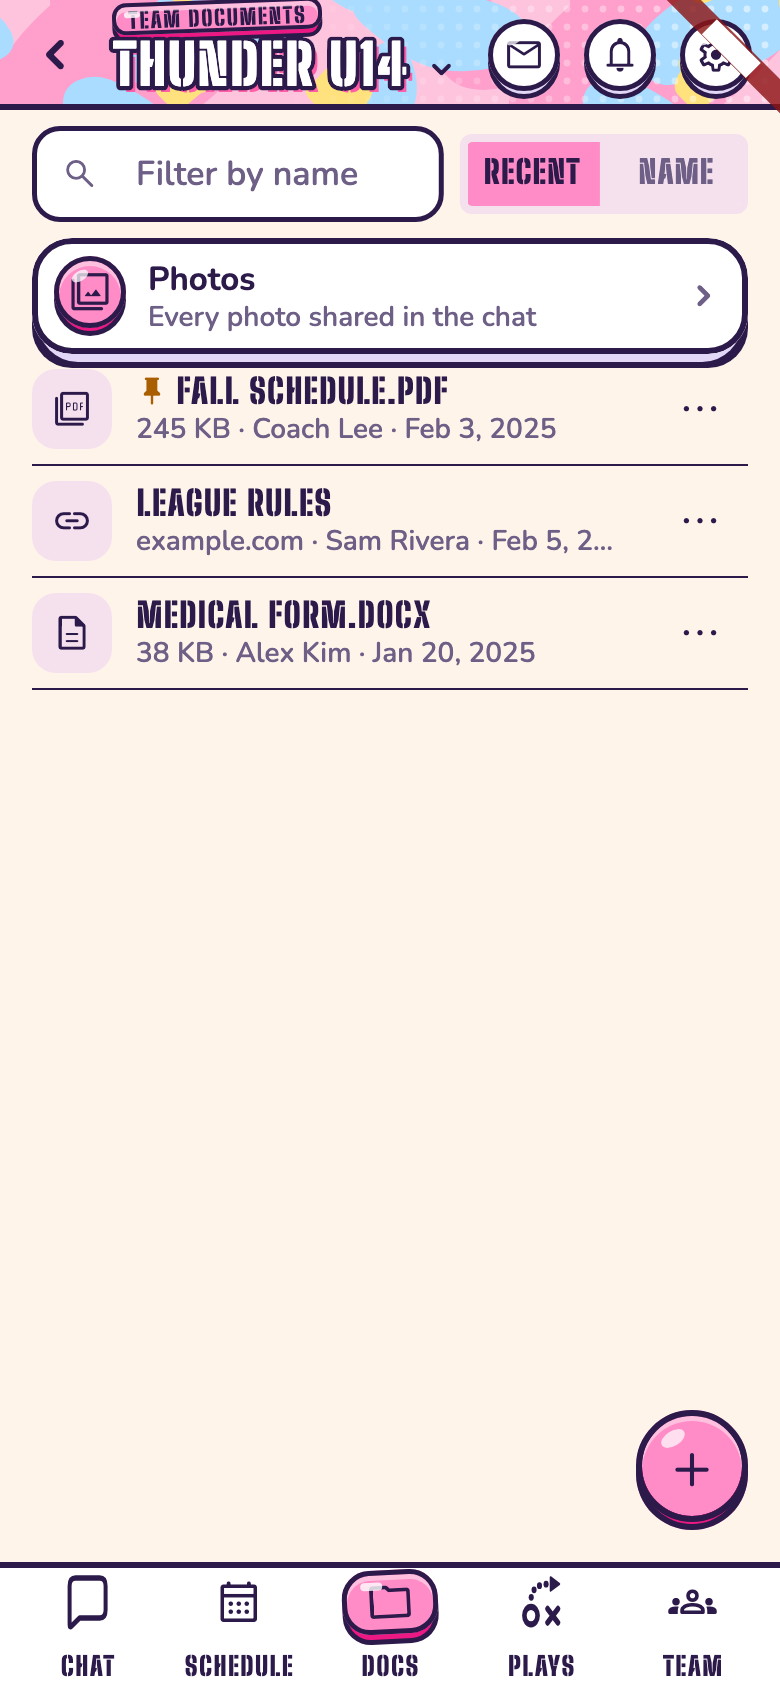 TEAM DOCUMENTS
THUNDER U14
Filter by name
RECENT
NAME
Photos
Every photo shared in the chat
PDF
FALL SCHEDULE.PDF
245 KB · Coach Lee · Feb 3, 2025
LEAGUE RULES
example.com · Sam Rivera · Feb 5, 2...
MEDICAL FORM.DOCX
38 KB · Alex Kim · Jan 20, 2025
CHAT
SCHEDULE
DOCS
PLAYS
TEAM